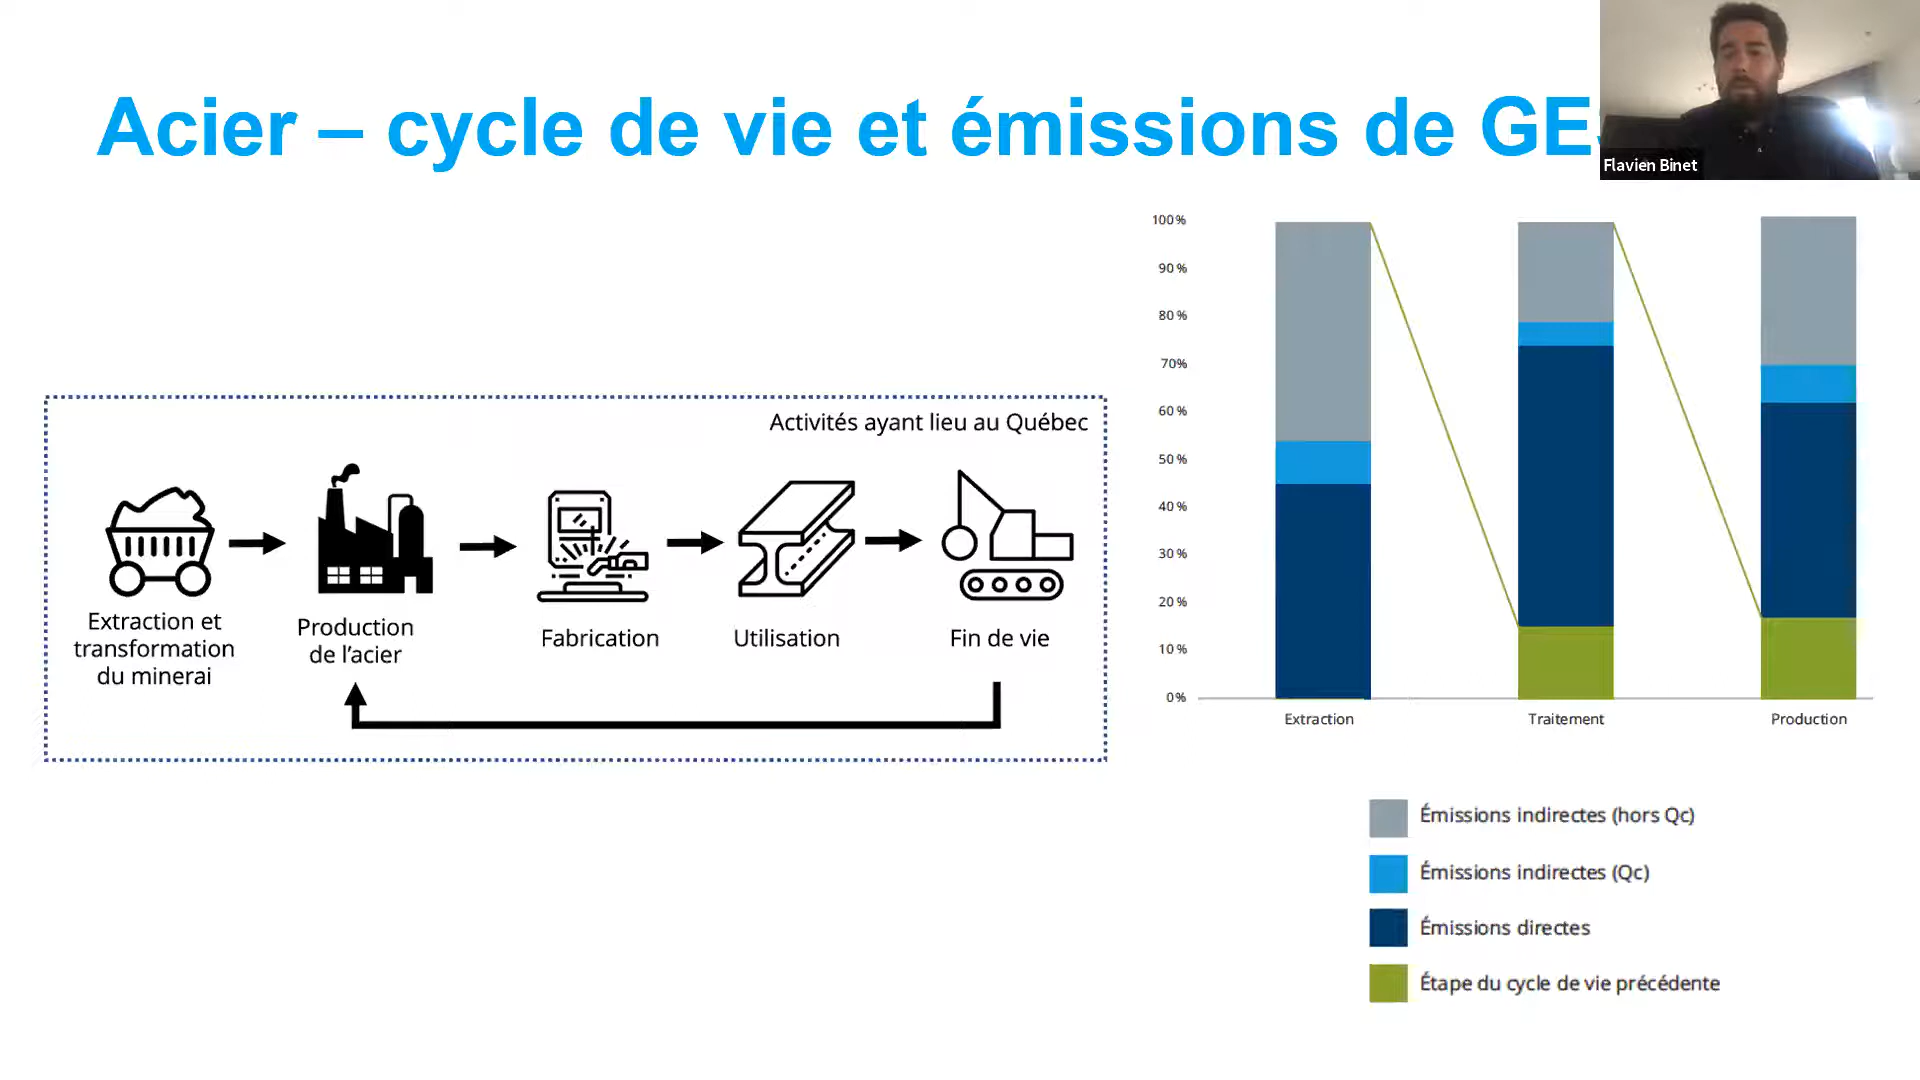 Acier – cycle de vie et émissions de GES
Flavien Binet
Activités ayant lieu au Québec
Extraction et
transformation
du minerai
Production
de l'acier
Fabrication
Utilisation
Fin de vie
100 %
90 %
80 %
70%
60 %
50 %
40 %
30 %
20 %
10 %
0%
Extraction
Traitement
Production
Émissions indirectes (hors Qc)
Émissions indirectes (Qc)
Émissions directes
Étape du cycle de vie précédente